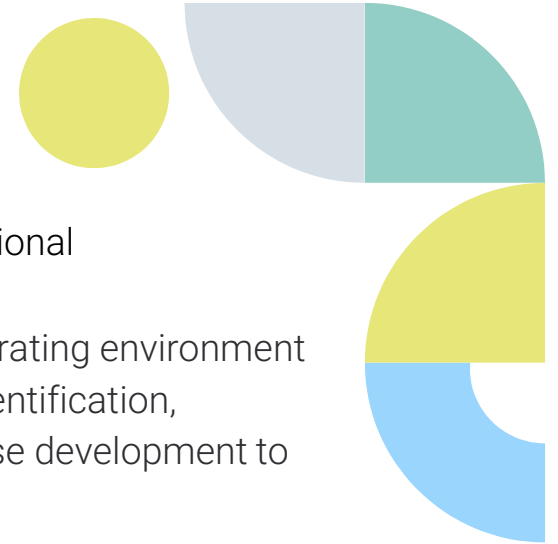 ional
rating environment
entification,
se development to